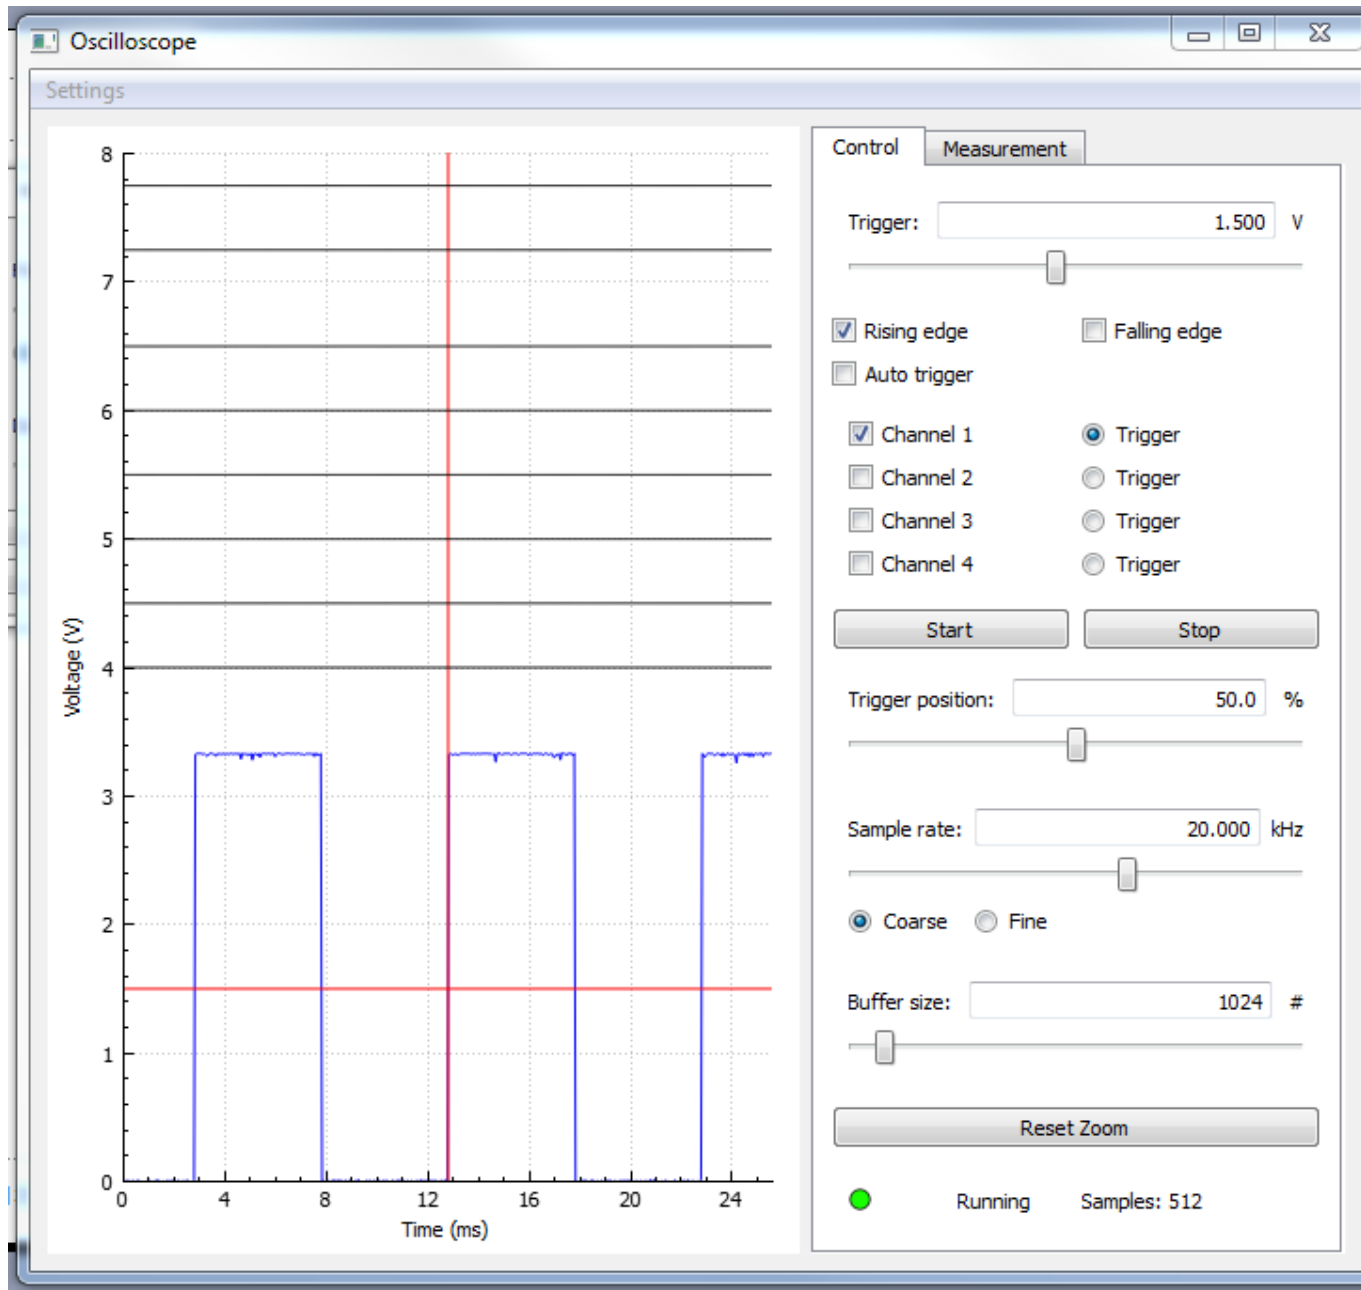 Oscilloscope
Settings
Control Measurement
Trigger: 1.500 V
Rising edge Falling edge
Auto trigger
Channel 1 Trigger
Channel 2 Trigger
Channel 3 Trigger
Channel 4 Trigger
Start Stop
Trigger position: 50.0 %
Sample rate: 20.000 kHz
Coarse Fine
Buffer size: 1024 #
Reset Zoom
Running Samples: 512
Voltage (V)
8
7
6
5
4
3
2
1
0
0 4 8 12 16 20 24
Time (ms)